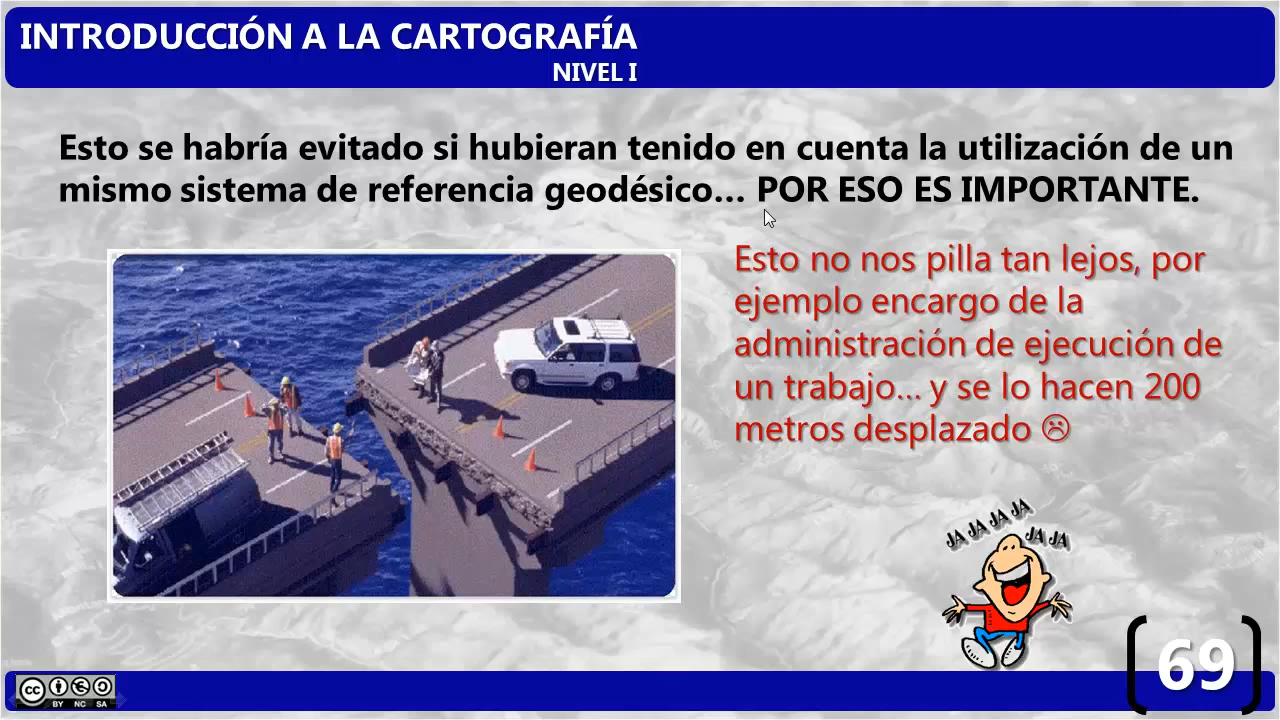 INTRODUCCIÓN A LA CARTOGRAFÍA
NIVEL I
Esto se habría evitado si hubieran tenido en cuenta la utilización de un
mismo sistema de referencia geodésico... POR ESO ES IMPORTANTE.
Esto no nos pilla tan lejos, por
ejemplo encargo de la
administración de ejecución de
un trabajo... y se lo hacen 200
metros desplazado ☹
JA JA JA JA
JA JA
69
cc
BY NC SA